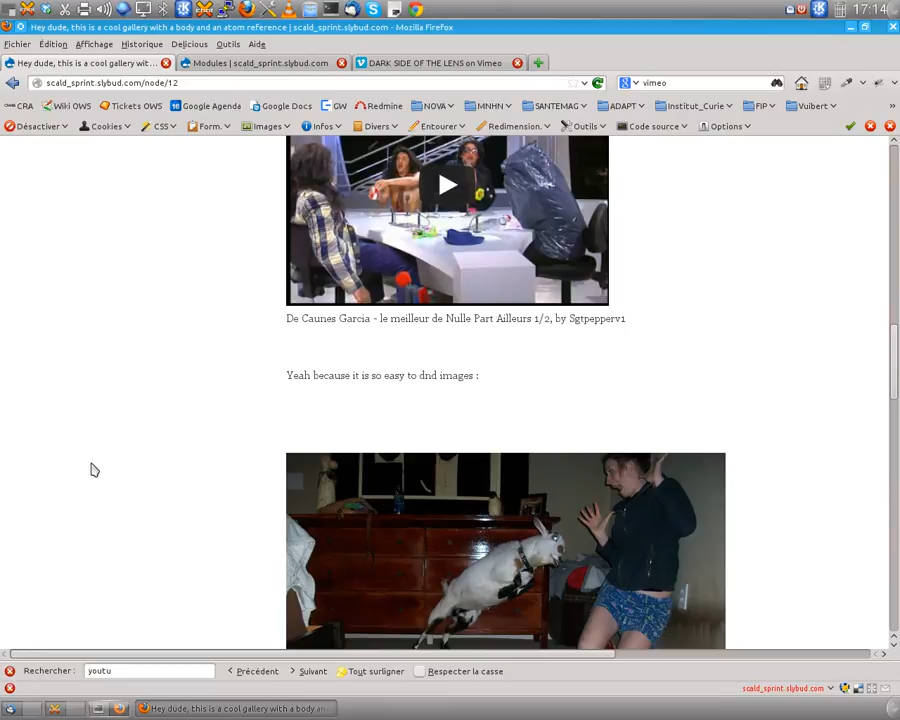 17:14
Hey dude, this is a cool gallery with a body and an atom reference | scald_sprint.slybud.com - Mozilla Firefox
Fichier Édition Affichage Historique Delicious Outils Aide
Hey dude, this is a cool gallery wit... Modules | scald_sprint.slybud.com DARK SIDE OF THE LENS on Vimeo
scald_sprint.slybud.com/node/12 vimeo
CRA Wiki OWS Tickets OWS 18 Google Agenda Google Docs GW Redmine NOVA MNHN SANTEMAG ADAPT Institut_Curie FIP Vuibert »
Désactiver Cookies CSS Form. Images Infos Divers Entourer Redimension. Outils Code source Options
De Caunes Garcia - le meilleur de Nulle Part Ailleurs 1/2, by Sgtpepperv1
Yeah because it is so easy to dnd images :
Rechercher : youtu Précédent Suivant Tout surligner Respecter la casse
scald_sprint.slybud.com
Hey dude, this is a cool gallery with a body an